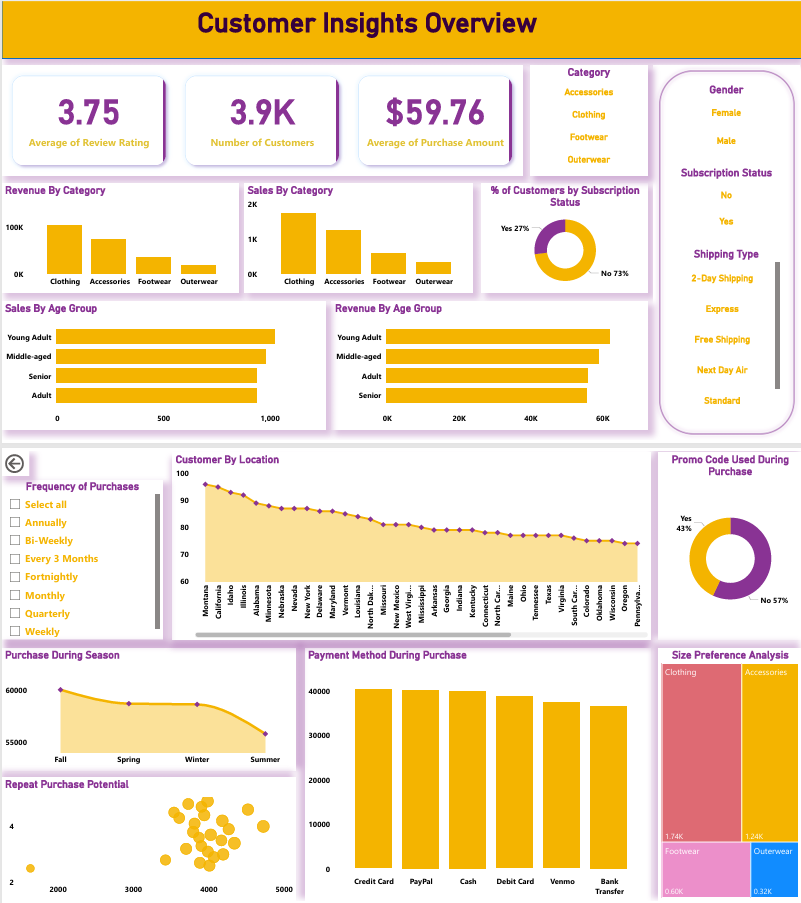 Customer Insights Overview
3.75
Average of Review Rating
3.9K
Number of Customers
$59.76
Average of Purchase Amount
Category
Accessories
Clothing
Footwear
Outerwear
Gender
Female
Male
Subscription Status
No
Yes
Shipping Type
2-Day Shipping
Express
Free Shipping
Next Day Air
Standard
Revenue By Category
100K
0K
Clothing
Accessories
Footwear
Outerwear
Sales By Category
2K
1K
0K
Clothing
Accessories
Footwear
Outerwear
% of Customers by Subscription
Status
Yes 27%
No 73%
Sales By Age Group
Young Adult
Middle-aged
Senior
Adult
0
500
1,000
Revenue By Age Group
Young Adult
Middle-aged
Adult
Senior
0K
20K
40K
60K
Frequency of Purchases
Select all
Annually
Bi-Weekly
Every 3 Months
Fortnightly
Monthly
Quarterly
Weekly
Customer By Location
100
90
80
70
60
Montana
California
Idaho
Illinois
Alabama
Minnesota
Nebraska
Nevada
New York
Delaware
Maryland
Vermont
Louisiana
North Dak...
Missouri
New Mexico
West Virgi...
Mississippi
Arkansas
Georgia
Indiana
Kentucky
Connecticut
North Car...
Maine
Ohio
Tennessee
Texas
Virginia
South Car...
Colorado
Oklahoma
Wisconsin
Oregon
Pennsylva...
Promo Code Used During
Purchase
Yes
43%
No 57%
Purchase During Season
60000
55000
Fall
Spring
Winter
Summer
Repeat Purchase Potential
4
2
2000
3000
4000
5000
Payment Method During Purchase
40000
30000
20000
10000
0
Credit Card
PayPal
Cash
Debit Card
Venmo
Bank
Transfer
Size Preference Analysis
Clothing
1.74K
Accessories
1.24K
Footwear
0.60K
Outerwear
0.32K